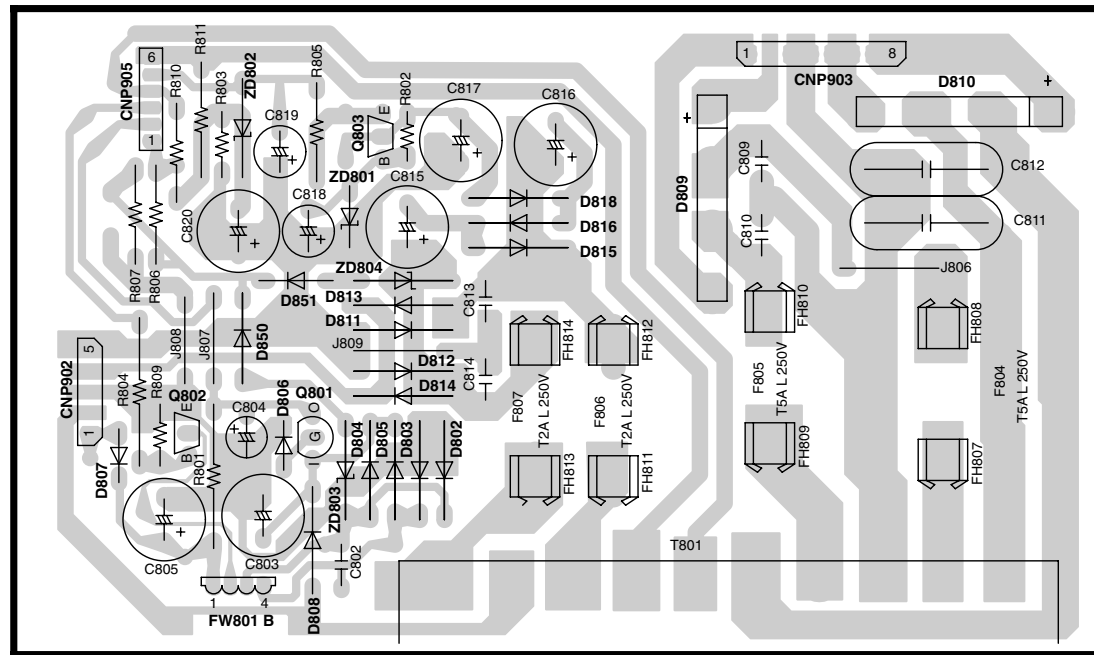 R811
R810
R803
ZD802
R805
R802
C817
C816
1
8
CNP903
D810
+
6
CNP905
1
C819
+
Q803
E
B
+
+
+
D809
C809
C812
ZD801
C815
C818
C820
+
+
+
D818
D816
D815
C810
C811
R807
R806
D851
ZD804
D813
D811
J809
C813
J806
J808
J807
D850
FH814
FH812
FH810
FH808
5
CNP902
1
R804
R809
Q802
E
B
C804
+
D806
Q801
O
G
I
D812
D814
C814
F807
T2A L 250V
F806
T2A L 250V
F805
T5A L 250V
F804
T5A L 250V
D807
R801
D804
D805
D803
D802
ZD803
FH813
FH811
FH809
FH807
+
C805
C803
C802
T801
1
4
FW801 B
D808